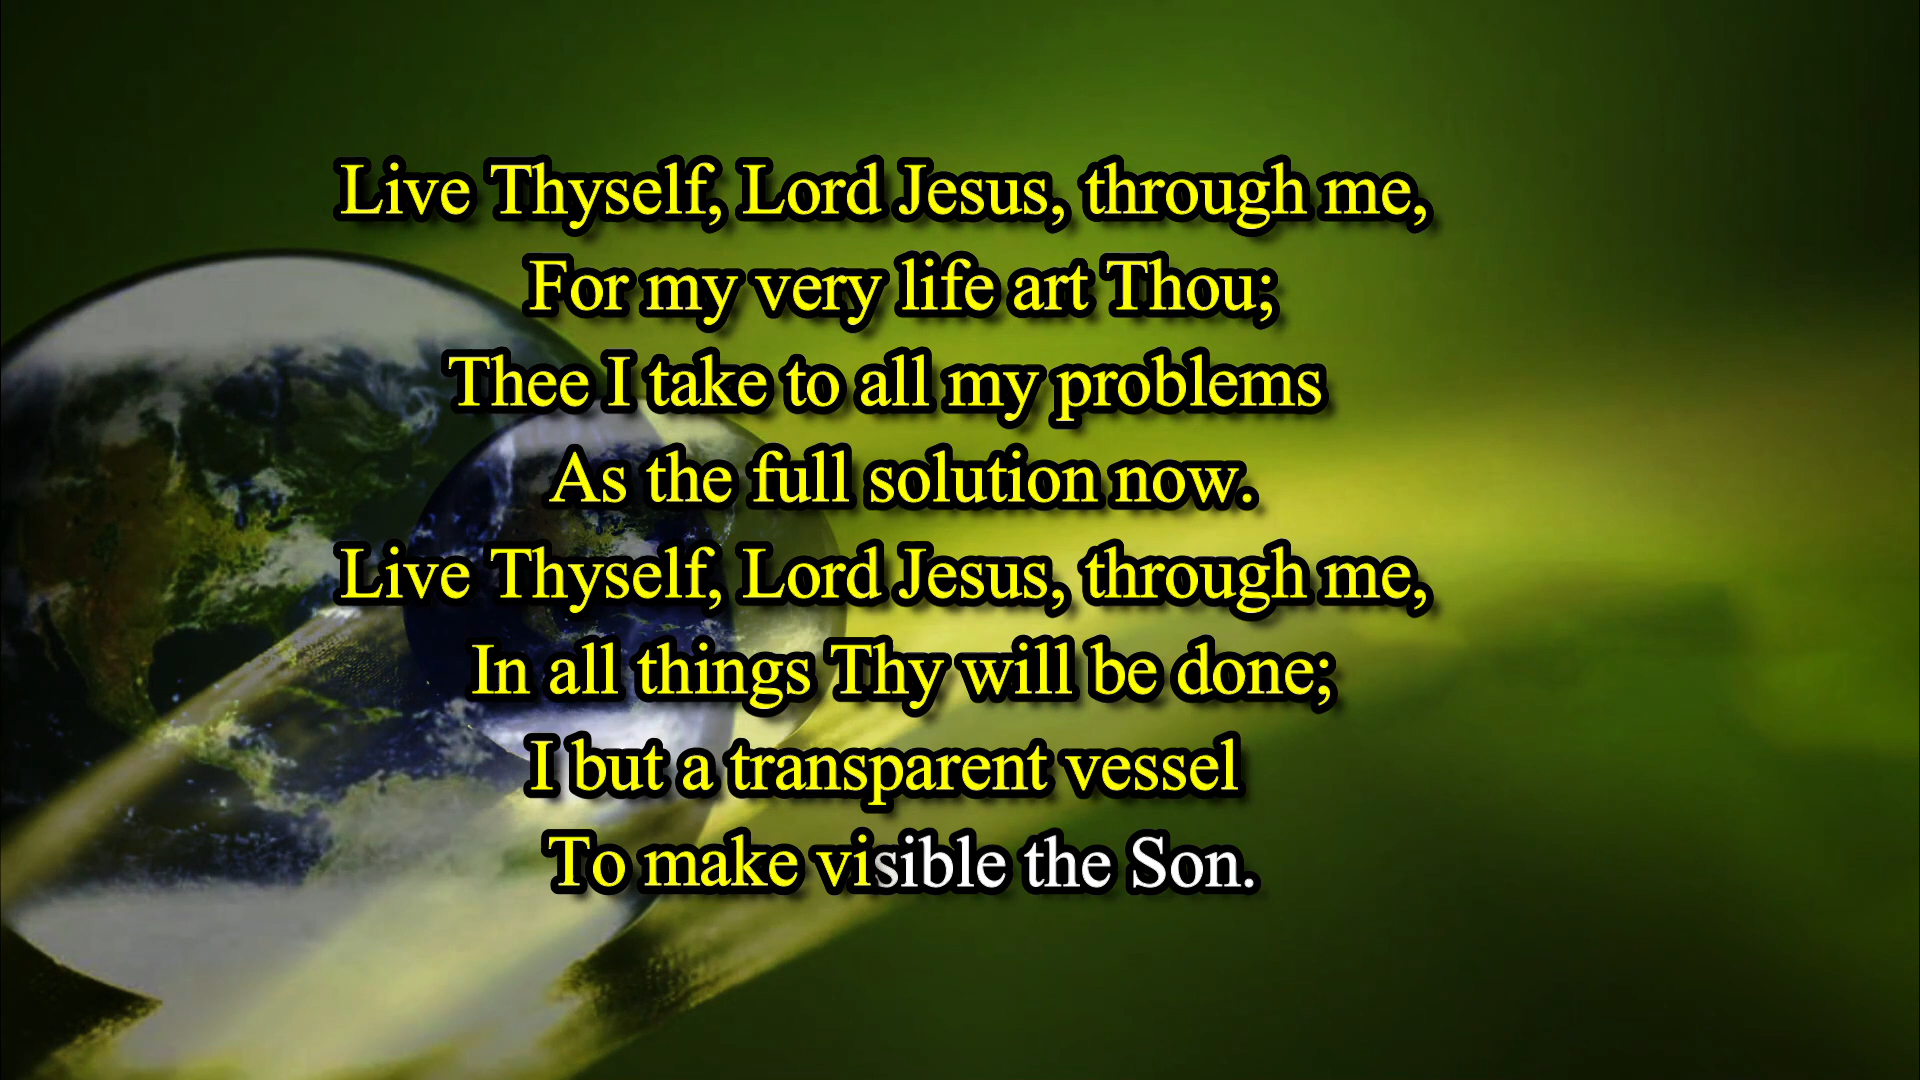 Live Thyself, Lord Jesus, through me,
For my very life art Thou;
Thee I take to all my problems
As the full solution now.
Live Thyself, Lord Jesus, through me,
In all things Thy will be done;
I but a transparent vessel
To make visible the Son.